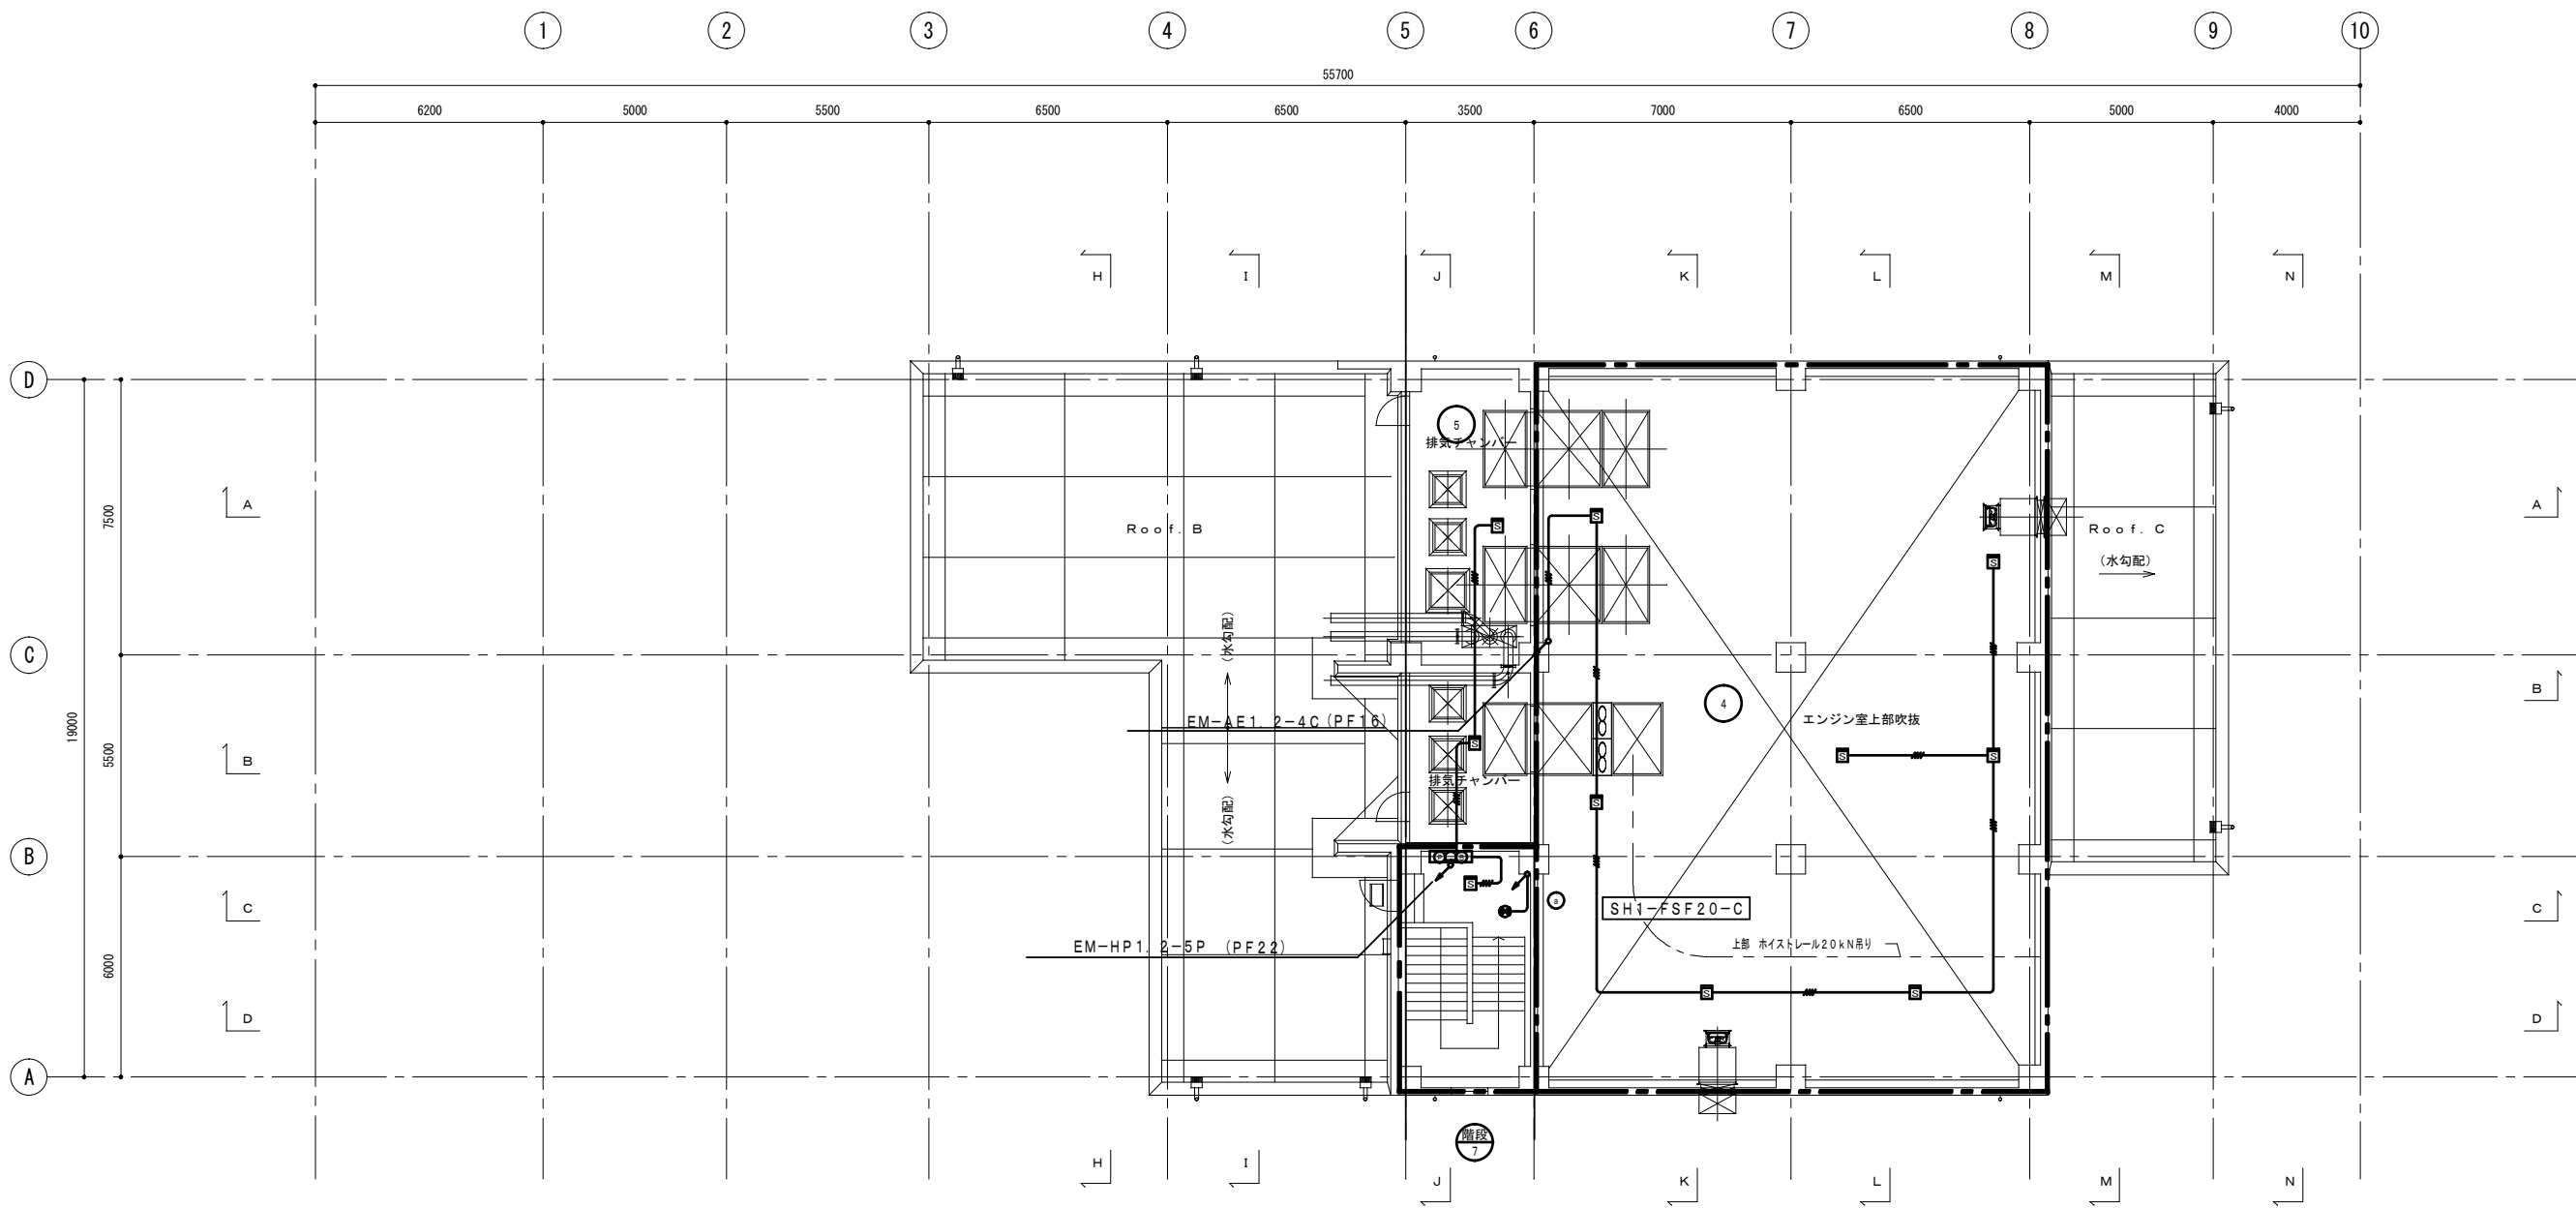 1 2 3 4 5 6 7 8 9 10
55700
6200 5000 5500 6500 6500 3500 7000 6500 5000 4000
H I J K L M N
D
5
排気チャンバー
7500
A
Roof. B
Roof. C
A
(水勾配)
S
S
S
(水勾配)
C
4
B
19000
EM-AE1.2-4C(PF16)
エンジン室上部吹抜
5500
B
S
S
S
排気チャンバー
S
(水勾配)
B
S
a
C
SH1-FSF20-C
C
EM-HP1.2-5P (PF22)
上部 ホイストレール20kN吊り
6000
S
S
D
D
A
階段
7
H I J K L M N